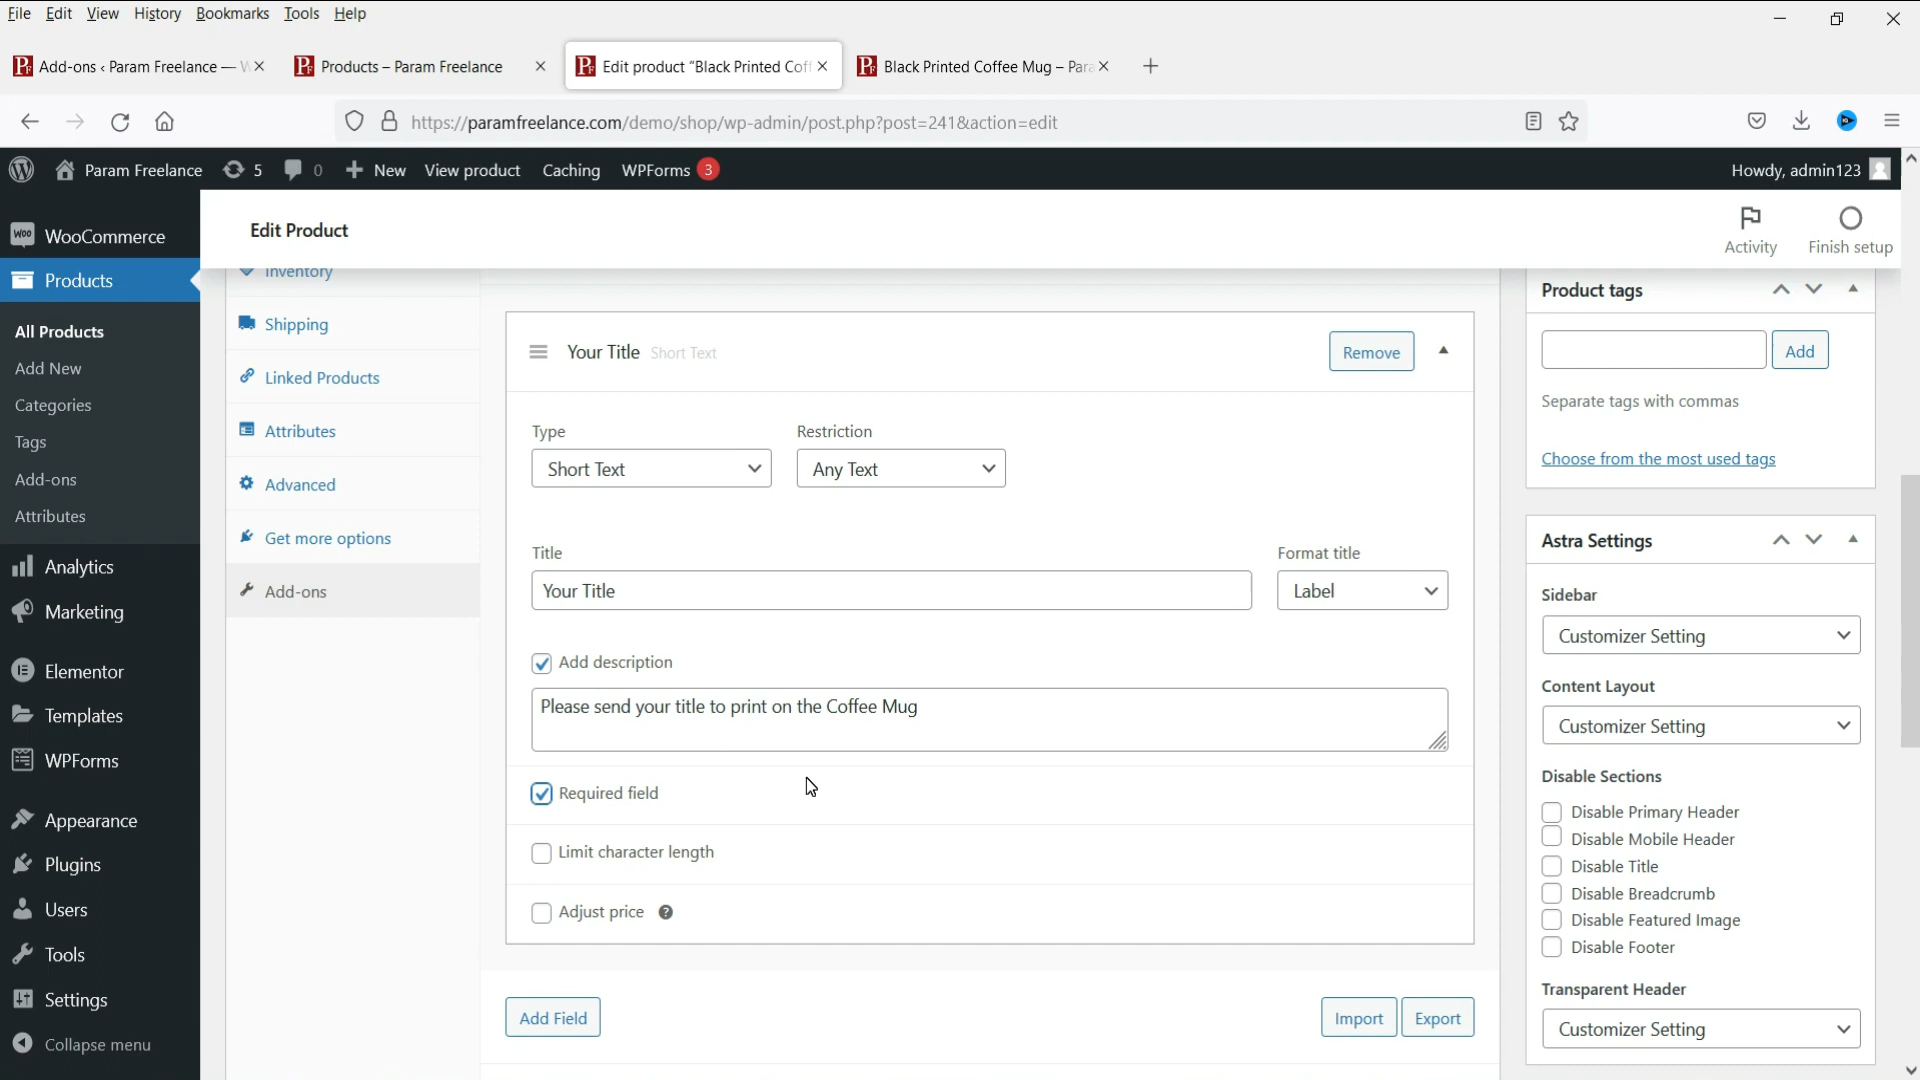 File Edit View History Bookmarks Tools Help
Add-ons ‹ Param Freelance — W
Products – Param Freelance
Edit product “Black Printed Coff
Black Printed Coffee Mug – Para
https://paramfreelance.com/demo/shop/wp-admin/post.php?post=241&action=edit
Param Freelance 5 0 New View product Caching WPForms 3
Howdy, admin123
WooCommerce
Products
All Products
Add New
Categories
Tags
Add-ons
Attributes
Analytics
Marketing
Elementor
Templates
WPForms
Appearance
Plugins
Users
Tools
Settings
Collapse menu
Edit Product
Activity
Finish setup
Inventory
Shipping
Linked Products
Attributes
Advanced
Get more options
Add-ons
Your Title Short Text
Remove
Type
Restriction
Short Text
Any Text
Title
Format title
Your Title
Label
Add description
Please send your title to print on the Coffee Mug
Required field
Limit character length
Adjust price ?
Add Field
Import
Export
Product tags
Add
Separate tags with commas
Choose from the most used tags
Astra Settings
Sidebar
Customizer Setting
Content Layout
Customizer Setting
Disable Sections
Disable Primary Header
Disable Mobile Header
Disable Title
Disable Breadcrumb
Disable Featured Image
Disable Footer
Transparent Header
Customizer Setting